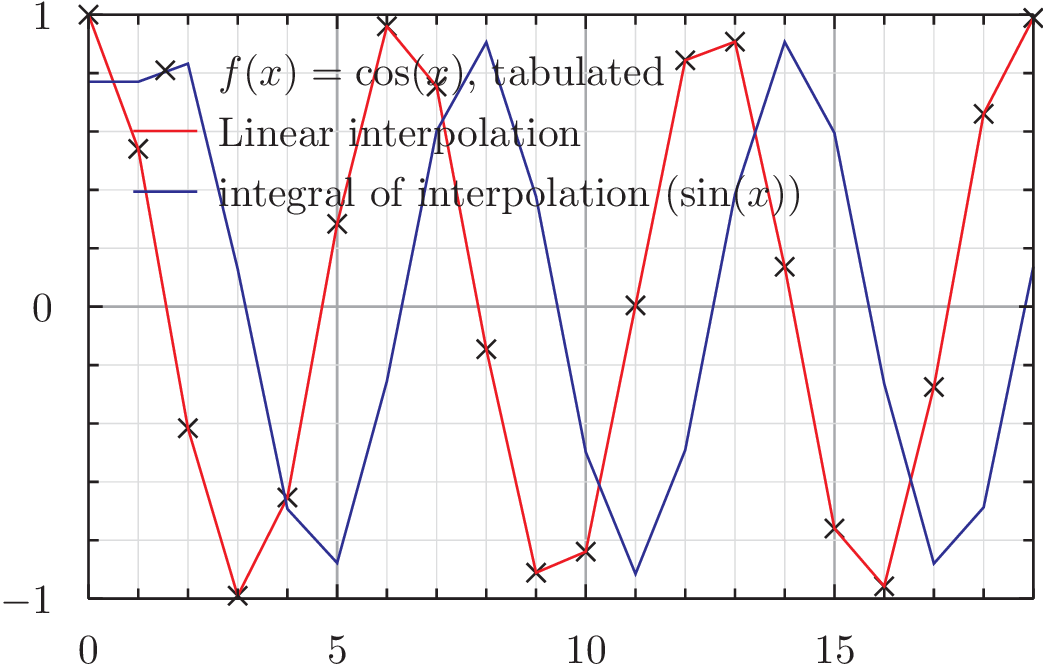 1
f(x) = cos(x), tabulated
Linear interpolation
integral of interpolation (sin(x))
0
−1
0 5 10 15